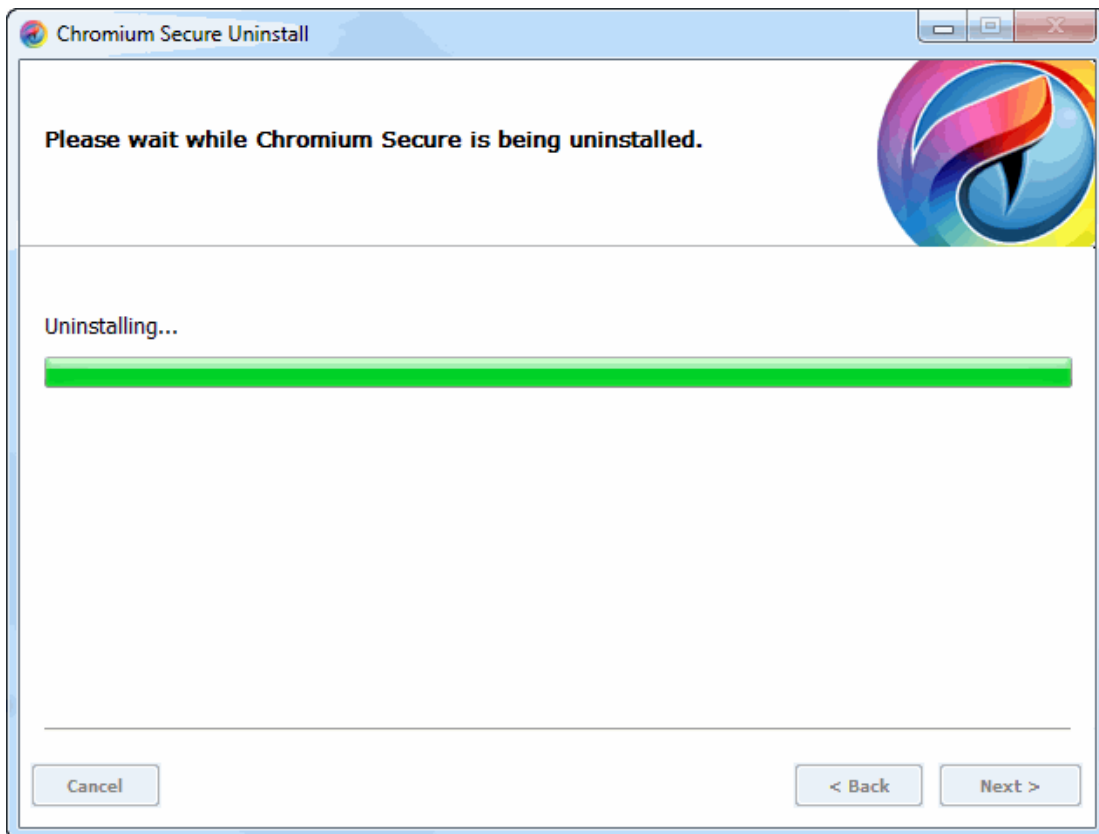 Chromium Secure Uninstall
Please wait while Chromium Secure is being uninstalled.
Uninstalling...
Cancel
< Back
Next >